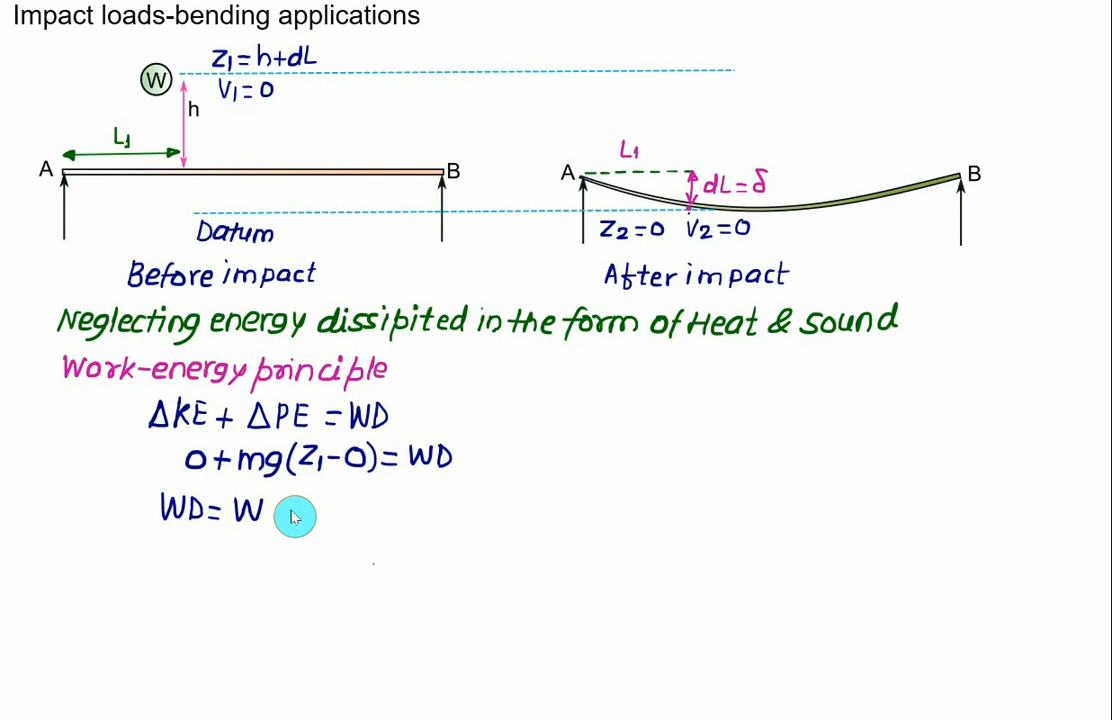 Impact loads-bending applications
Z1=h+dL
W
V1=0
h
L1
A
B
L1
A
dL=δ
B
Datum
Z2=0 V2=0
Before impact
After impact
Neglecting energy dissipited in the form of Heat & sound
Work-energy principle
ΔKE + ΔPE = WD
0+mg(Z1-0)= WD
WD= W